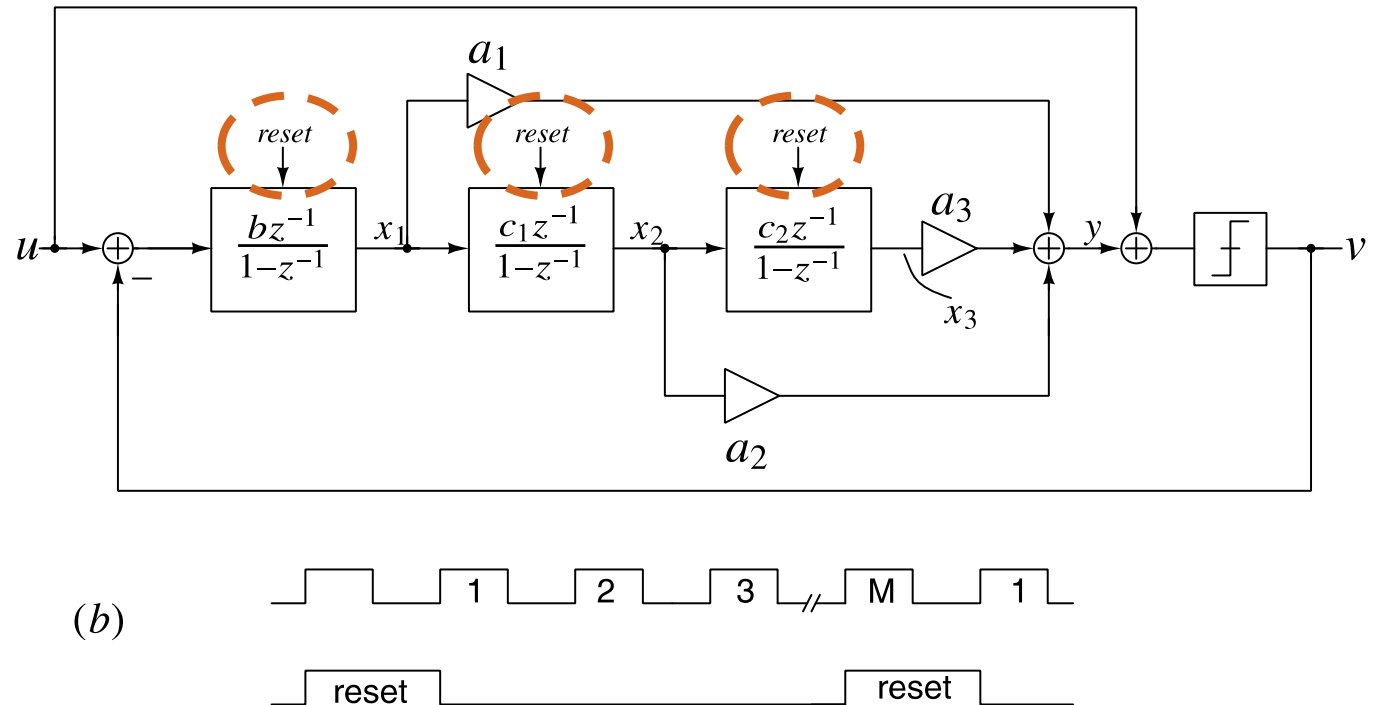 a₁
reset reset reset
a₃
u
−
bz⁻¹
1−z⁻¹
x₁
c₁z⁻¹
1−z⁻¹
x₂
c₂z⁻¹
1−z⁻¹
x₃
y
v
a₂
(b)
1 2 3 M 1
reset reset